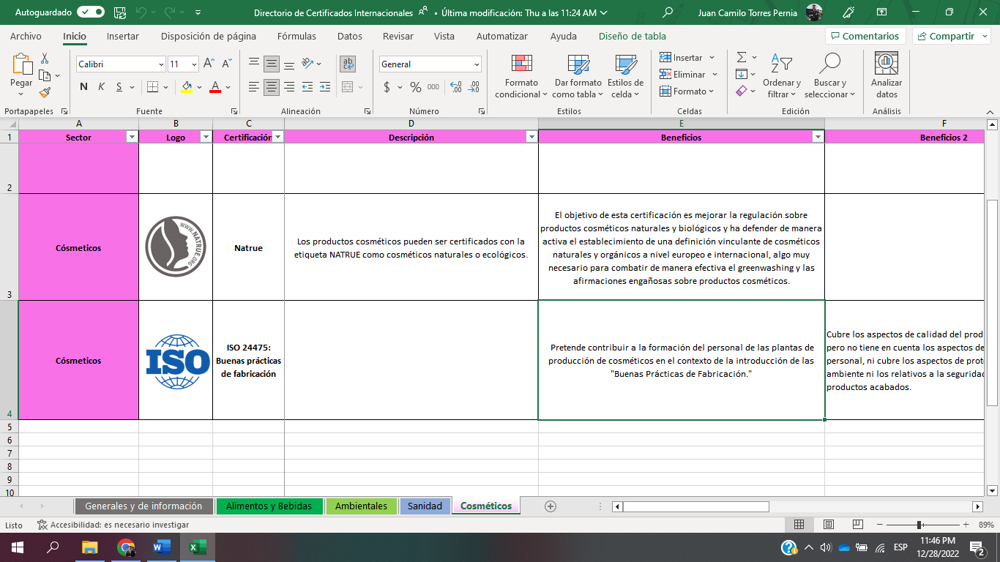 Autoguardado
Directorio de Certificados Internacionales
• Última modificación: Thu a las 11:24 AM
Juan Camilo Torres Pernia
Archivo
Inicio
Insertar
Disposición de página
Fórmulas
Datos
Revisar
Vista
Automatizar
Ayuda
Diseño de tabla
Comentarios
Compartir
Pegar
Calibri
11
N K S
General
$ % 000
Formato condicional
Dar formato como tabla
Estilos de celda
Insertar
Eliminar
Formato
Ordenar y filtrar
Buscar y seleccionar
Analizar datos
Portapapeles
Fuente
Alineación
Número
Estilos
Celdas
Edición
Análisis
A B C D E F
1 Sector Logo Certificación Descripción Beneficios Beneficios 2
2
3
Cósmeticos
WWW.NATRUE.ORG
Natrue
Los productos cosméticos pueden ser certificados con la
etiqueta NATRUE como cosméticos naturales o ecológicos.
El objetivo de esta certificación es mejorar la regulación sobre
productos cosméticos naturales y biológicos y ha defender de manera
activa el establecimiento de una definición vinculante de cosméticos
naturales y orgánicos a nivel europeo e internacional, algo muy
necesario para combatir de manera efectiva el greenwashing y las
afirmaciones engañosas sobre productos cosméticos.
4
Cósmeticos
ISO
ISO 24475:
Buenas prácticas
de fabricación
Pretende contribuir a la formación del personal de las plantas de
producción de cosméticos en el contexto de la introducción de las
"Buenas Prácticas de Fabricación."
Cubre los aspectos de calidad del prod
pero no tiene en cuenta los aspectos de
personal, ni cubre los aspectos de prot
ambiente ni los relativos a la seguridad
productos acabados.
5
6
7
8
9
10
Generales y de información
Alimentos y Bebidas
Ambientales
Sanidad
Cosméticos
Listo
Accesibilidad: es necesario investigar
89%
ESP
11:46 PM
12/28/2022
2